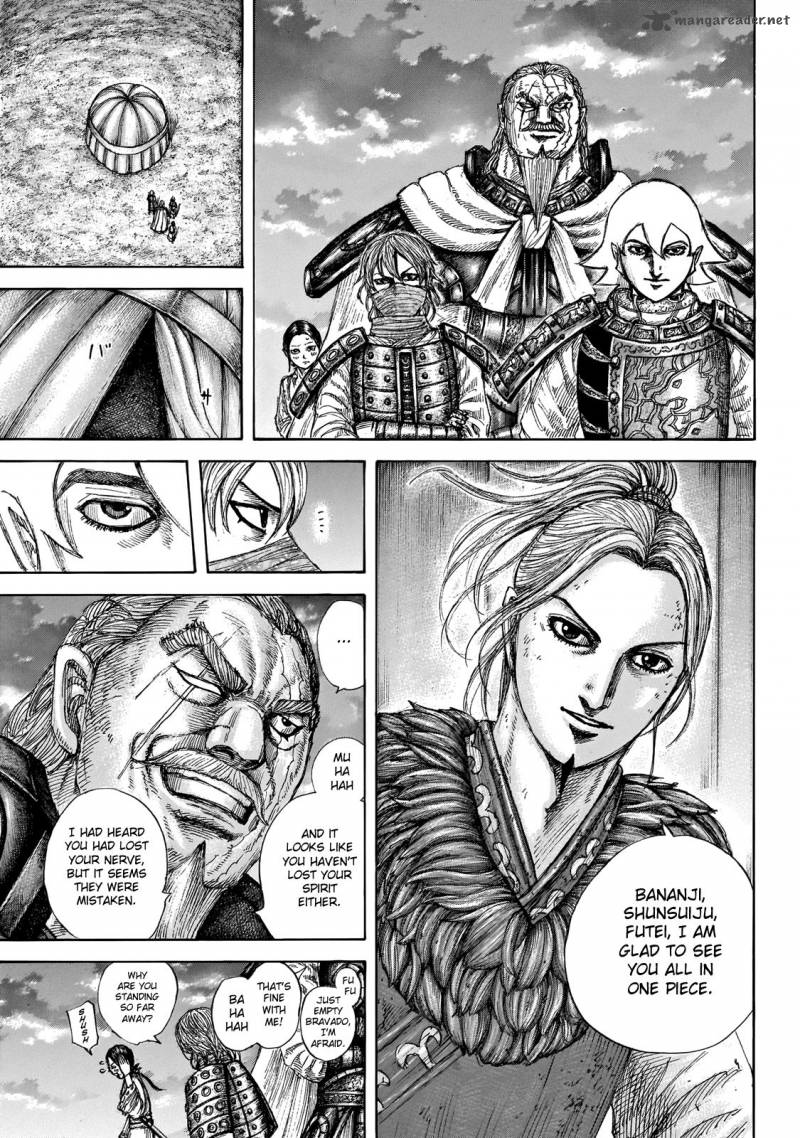 mangareader.net
バ
サ
BANANJI,
SHUNSUIJU,
FUTEI, I AM
GLAD TO SEE
YOU ALL IN
ONE PIECE.
...
MU
HA HA
HAH
AND IT
LOOKS LIKE
YOU HAVEN'T
LOST YOUR
SPIRIT
EITHER.
I HAD HEARD
YOU HAD LOST
YOUR NERVE,
BUT IT SEEMS
THEY WERE
MISTAKEN.
FU
FU
JUST
EMPTY
BRAVADO,
I'M
AFRAID.
THAT'S
FINE WITH
ME!
BA
HA
HAH
WHY
ARE YOU
STANDING
SO FAR
AWAY?
SHUSH